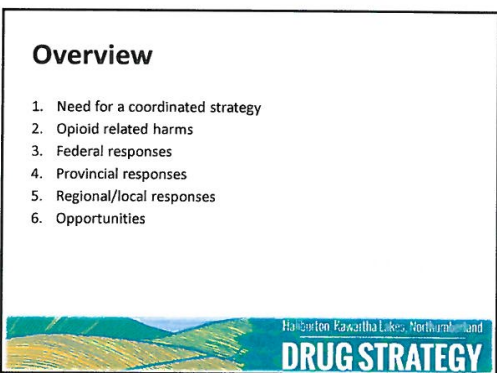 Overview
1. Need for a coordinated strategy
2. Opioid related harms
3. Federal responses
4. Provincial responses
5. Regional/local responses
6. Opportunities
Haliburton, Kawartha Lakes, Northumberland
DRUG STRATEGY